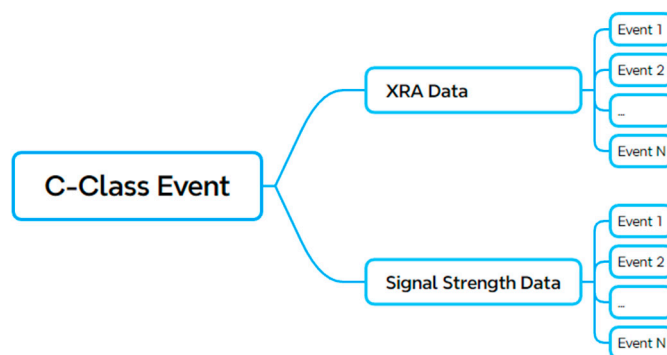 C-Class Event
XRA Data
Event 1
Event 2
...
Event N
Signal Strength Data
Event 1
Event 2
...
Event N